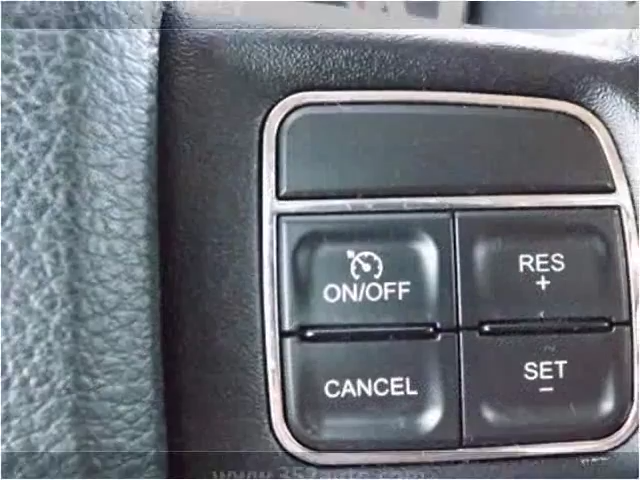 ON/OFF
RES
+
CANCEL
SET
-